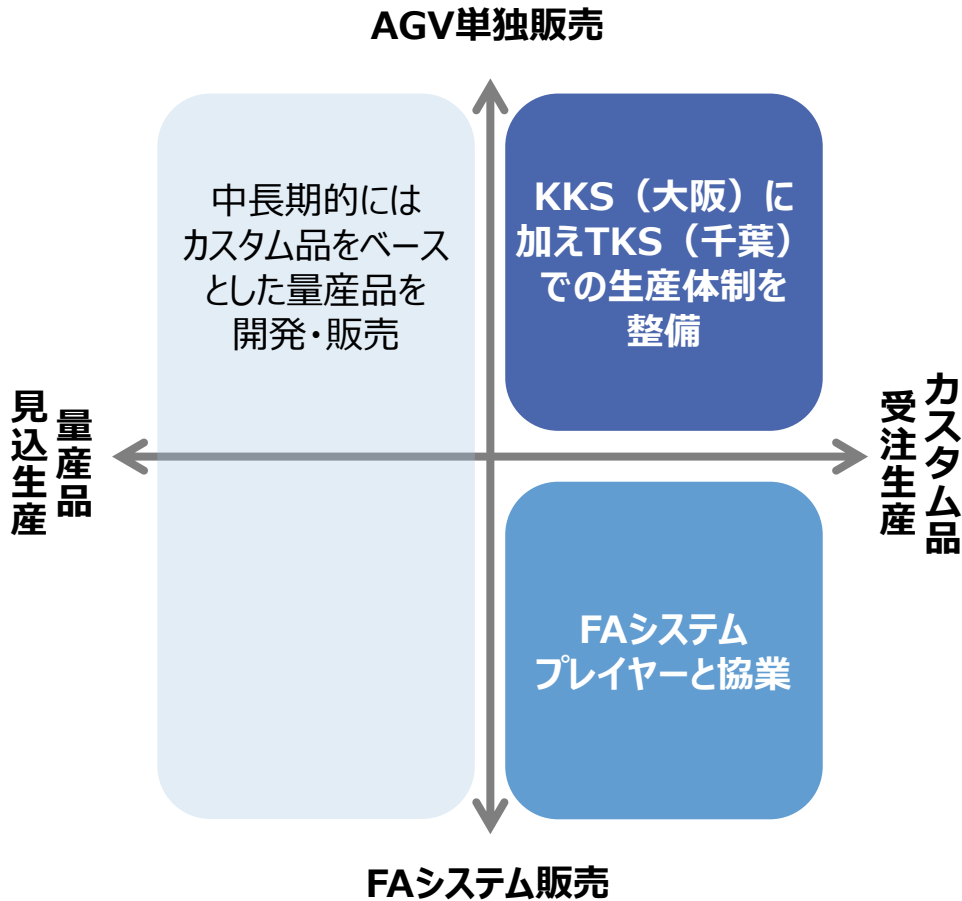 AGV単独販売
中長期的には
カスタム品をベース
とした量産品を
開発・販売
KKS（大阪）に
加えTKS（千葉）
での生産体制を
整備
量産品
見込生産
カスタム品
受注生産
FAシステム
プレイヤーと協業
FAシステム販売